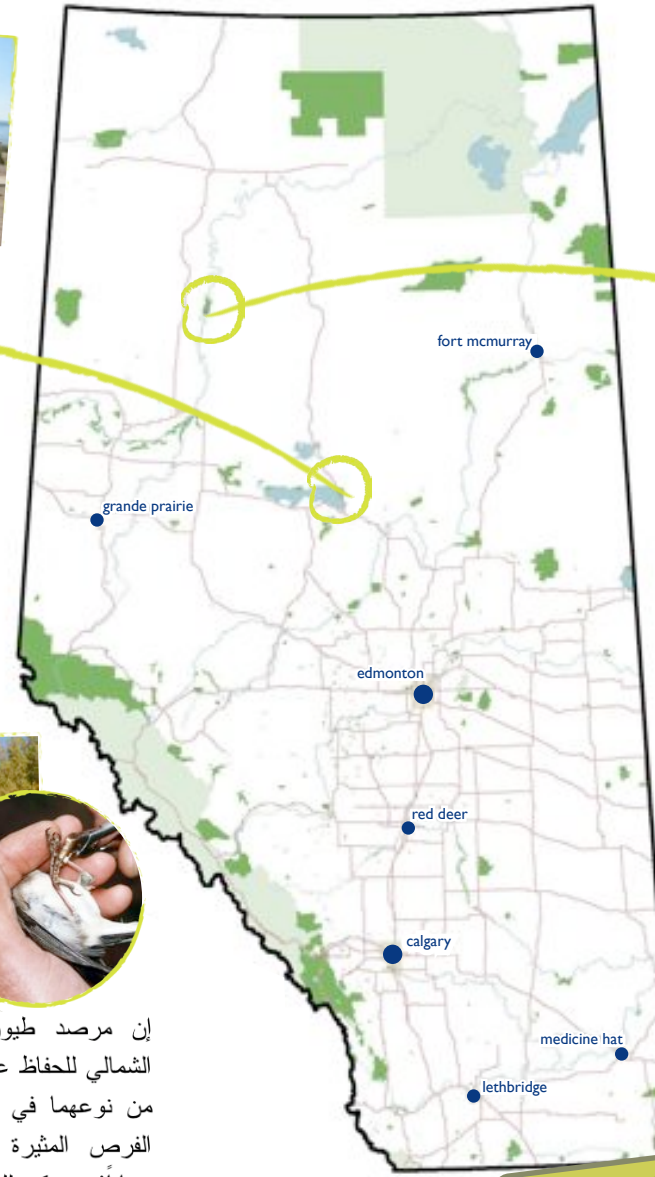 fort mcmurray
grande prairie
edmonton
red deer
calgary
medicine hat
lethbridge
إن مرصد
الشمالي للحفاظ
من نوعهما في
الفرص المثيرة